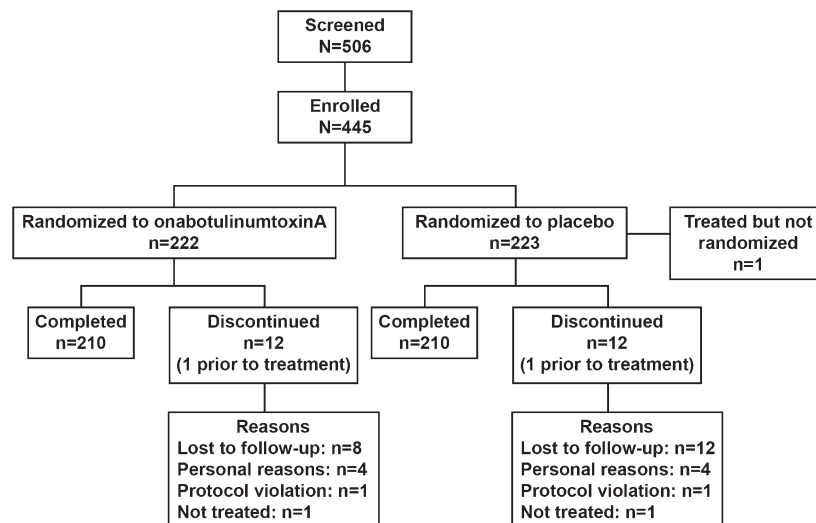 Screened
N=506
Enrolled
N=445
Randomized to onabotulinumtoxinA
n=222
Randomized to placebo
n=223
Treated but not
randomized
n=1
Completed
n=210
Discontinued
n=12
(1 prior to treatment)
Completed
n=210
Discontinued
n=12
(1 prior to treatment)
Reasons
Lost to follow-up: n=8
Personal reasons: n=4
Protocol violation: n=1
Not treated: n=1
Reasons
Lost to follow-up: n=12
Personal reasons: n=4
Protocol violation: n=1
Not treated: n=1